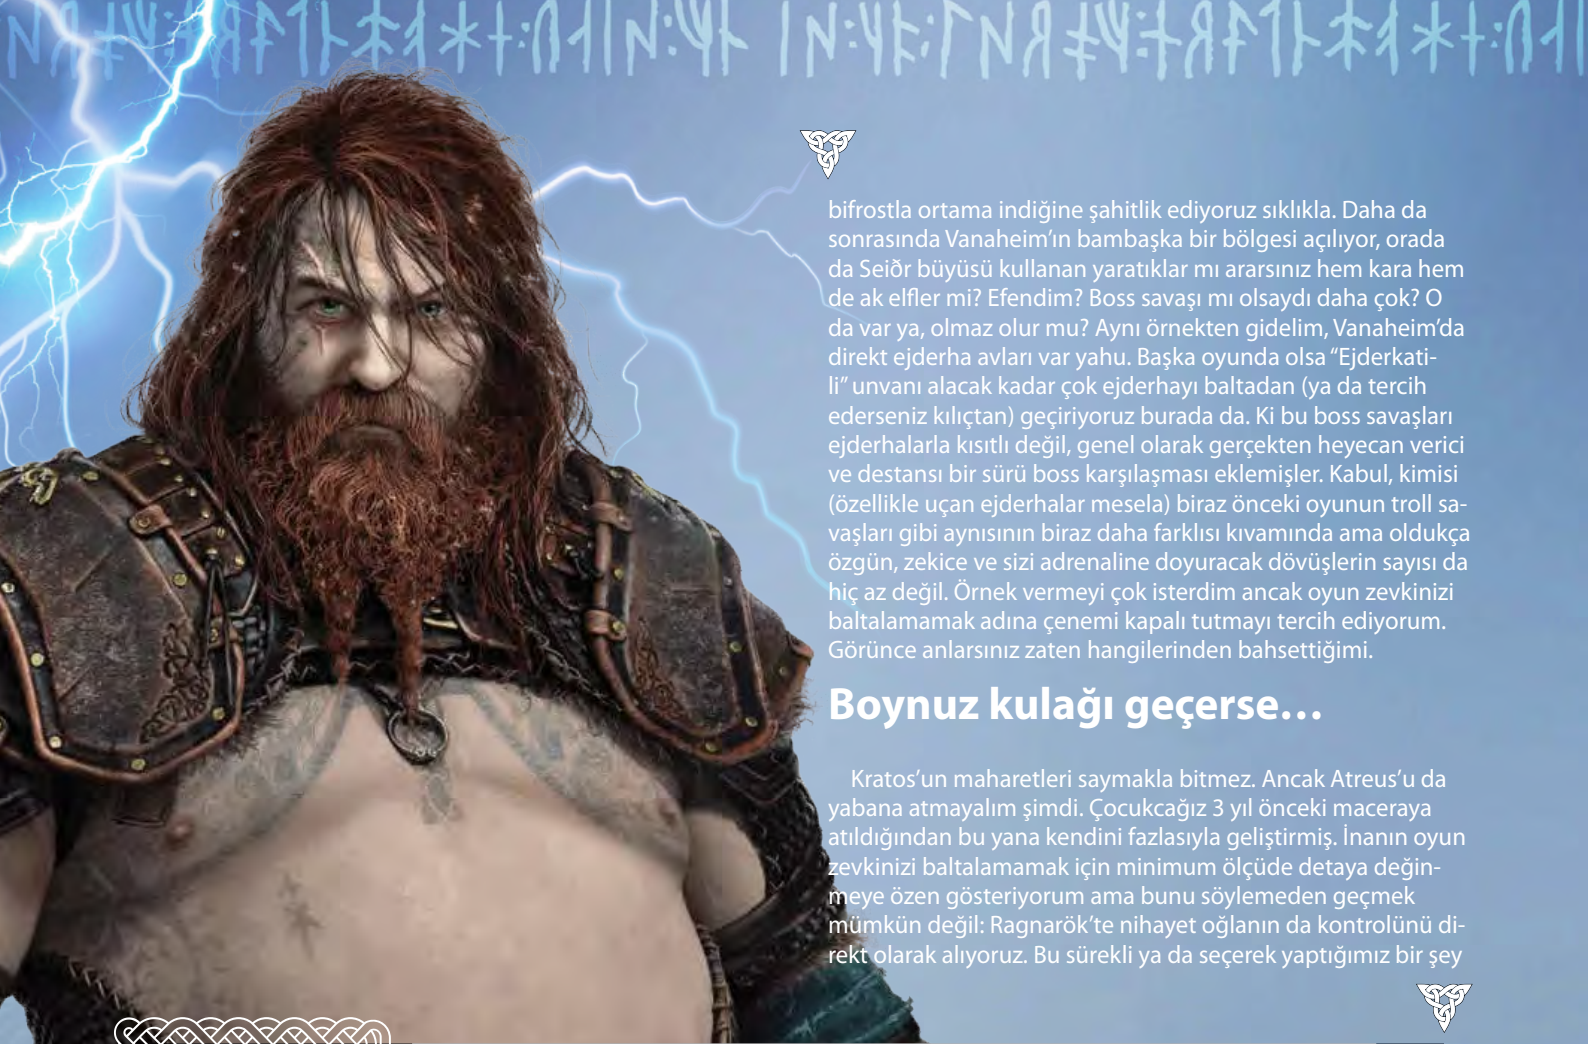 bifrostla ortama indiğine şahitlik ediyoruz sıklıkla. Daha da
sonrasında Vanaheim’ın bambaşka bir bölgesi açılıyor, orada
da Seiðr büyüsü kullanan yaratıklar mı ararsınız hem kara hem
de ak elfler mi? Efendim? Boss savaşı mı olsaydı daha çok? O
da var ya, olmaz olur mu? Aynı örnekten gidelim, Vanaheim’da
direkt ejderha avları var yahu. Başka oyunda olsa “Ejderkati-
li” unvanı alacak kadar çok ejderhayı baltadan (ya da tercih
ederseniz kılıçtan) geçiriyoruz burada da. Ki bu boss savaşları
ejderhalarla kısıtlı değil, genel olarak gerçekten heyecan verici
ve destansı bir sürü boss karşılaşması eklemişler. Kabul, kimisi
(özellikle uçan ejderhalar mesela) biraz önceki oyunun troll sa-
vaşları gibi aynısının biraz daha farklısı kıvamında ama oldukça
özgün, zekice ve sizi adrenaline doyuracak dövüşlerin sayısı da
hiç az değil. Örnek vermeyi çok isterdim ancak oyun zevkinizi
baltalamamak adına çenemi kapalı tutmayı tercih ediyorum.
Görünce anlarsınız zaten hangilerinden bahsettiğimi.
Boynuz kulağı geçerse…
Kratos’un maharetleri saymakla bitmez. Ancak Atreus’u da
yabana atmayalım şimdi. Çocukcağız 3 yıl önceki maceraya
atıldığından bu yana kendini fazlasıyla geliştirmiş. İnanın oyun
zevkinizi baltalamamak için minimum ölçüde detaya değin-
meye özen gösteriyorum ama bunu söylemeden geçmek
mümkün değil: Ragnarök’te nihayet oğlanın da kontrolünü di-
rekt olarak alıyoruz. Bu sürekli ya da seçerek yaptığımız bir şey